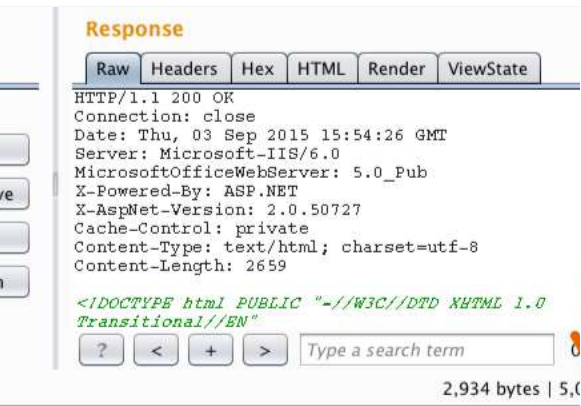 Response
Raw Headers Hex HTML Render ViewState
HTTP/1.1 200 OK
Connection: close
Date: Thu, 03 Sep 2015 15:54:26 GMT
Server: Microsoft-IIS/6.0
MicrosoftOfficeWebServer: 5.0_Pub
X-Powered-By: ASP.NET
X-AspNet-Version: 2.0.50727
Cache-Control: private
Content-Type: text/html; charset=utf-8
Content-Length: 2659
<!DOCTYPE html PUBLIC "-//W3C//DTD XHTML 1.0
Transitional//EN"
? < + > Type a search term
2,934 bytes | 5,0